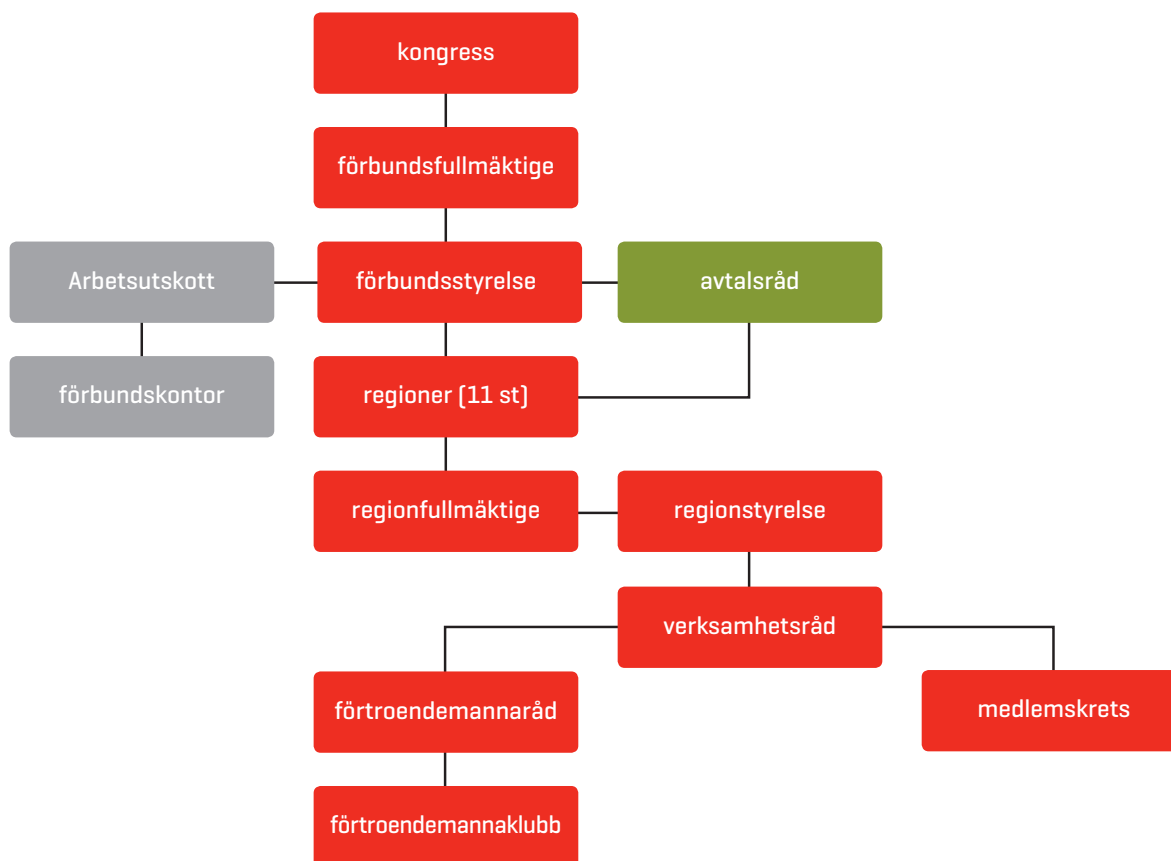 kongress
förbundsfullmäktige
Arbetsutskott
förbundsstyrelse
avtalsråd
förbundskontor
regioner (11 st)
regionfullmäktige
regionstyrelse
verksamhetsråd
förtroendemannaråd
medlemskrets
förtroendemannaklubb